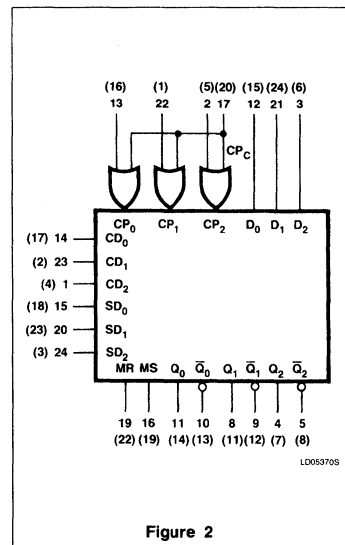 (16) (1) (5) (20) (15) (24) (6)
13 22 2 17 12 21 3
CPC
CP0 CP1 CP2 D0 D1 D2
(17) 14 CD0
(2) 23 CD1
(4) 1 CD2
(18) 15 SD0
(23) 20 SD1
(3) 24 SD2
MR MS Q0 Q̅0 Q1 Q̅1 Q2 Q̅2
19 16 11 10 8 9 4 5
(22) (19) (14) (13) (11) (12) (7) (8)
LD05370S
Figure 2